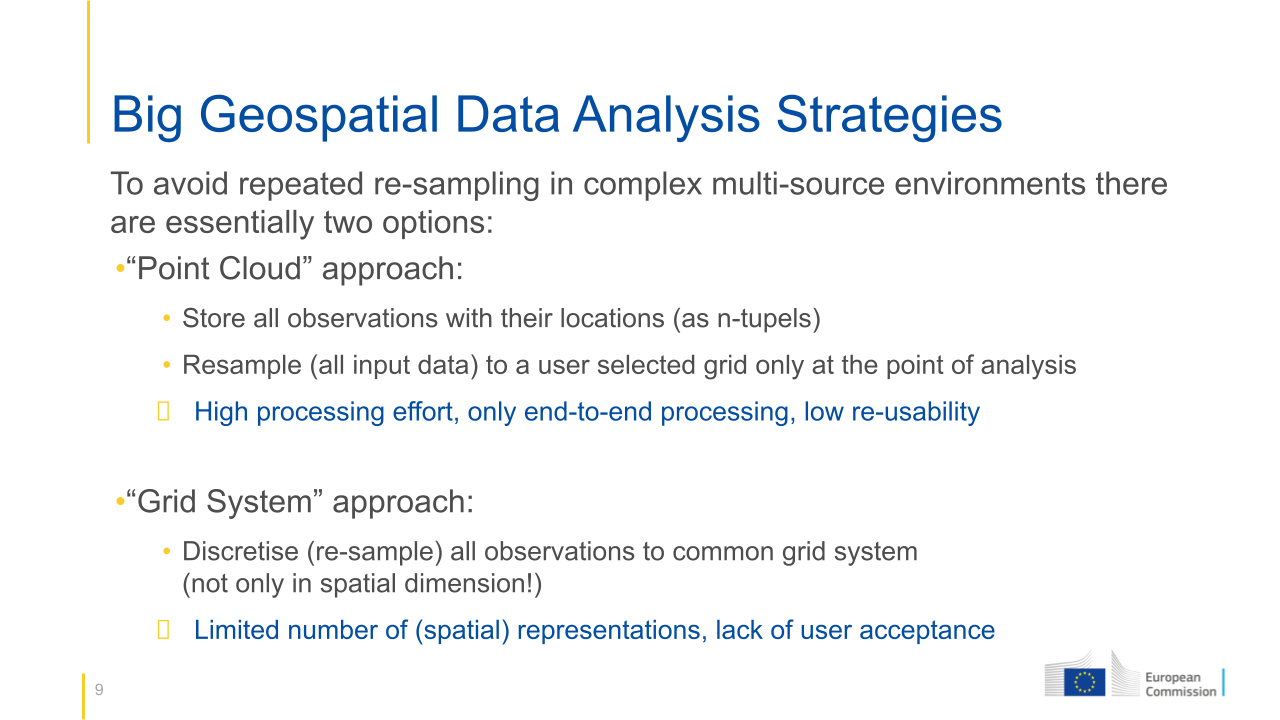 Big Geospatial Data Analysis Strategies
To avoid repeated re-sampling in complex multi-source environments there
are essentially two options:
•“Point Cloud” approach:
• Store all observations with their locations (as n-tupels)
• Resample (all input data) to a user selected grid only at the point of analysis
High processing effort, only end-to-end processing, low re-usability
•“Grid System” approach:
• Discretise (re-sample) all observations to common grid system
(not only in spatial dimension!)
Limited number of (spatial) representations, lack of user acceptance
9
European
Commission